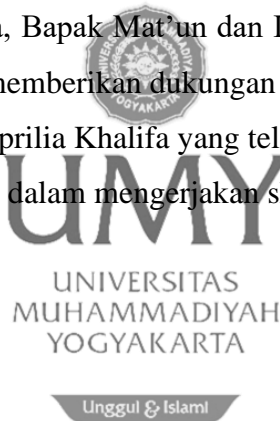 a, Bapak Mat’un dan
memberikan dukungan
prilia Khalifa yang tel
dalam mengerjakan s
UMY
UNIVERSITAS
MUHAMMADIYAH
YOGYAKARTA
Unggul & Islami